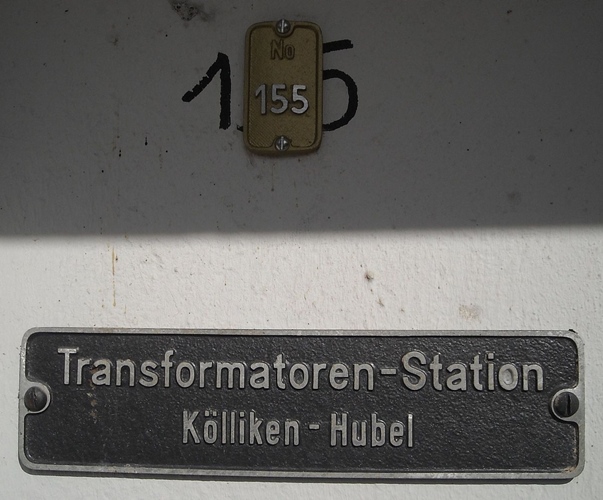 No
155
Transformatoren-Station
Kölliken-Hubel